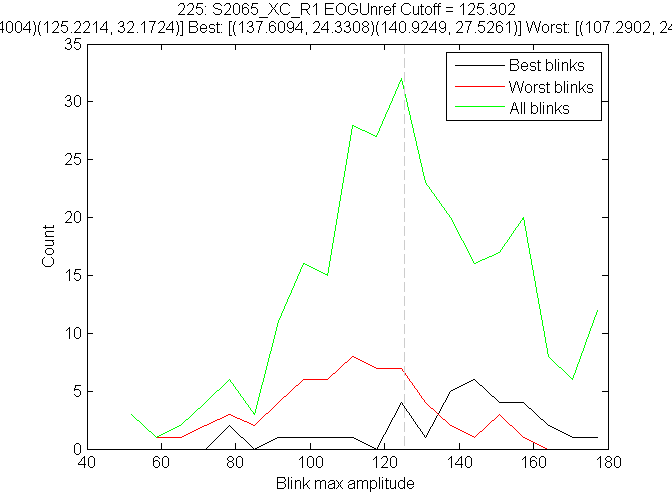 225: S2065_XC_R1 EOGUnref Cutoff = 125.302
4004)(125.2214, 32.1724)] Best: [(137.6094, 24.3308)(140.9249, 27.5261)] Worst: [(107.2902, 24
35
30
25
20
15
10
5
0
Count
Best blinks
Worst blinks
All blinks
40 60 80 100 120 140 160 180
Blink max amplitude